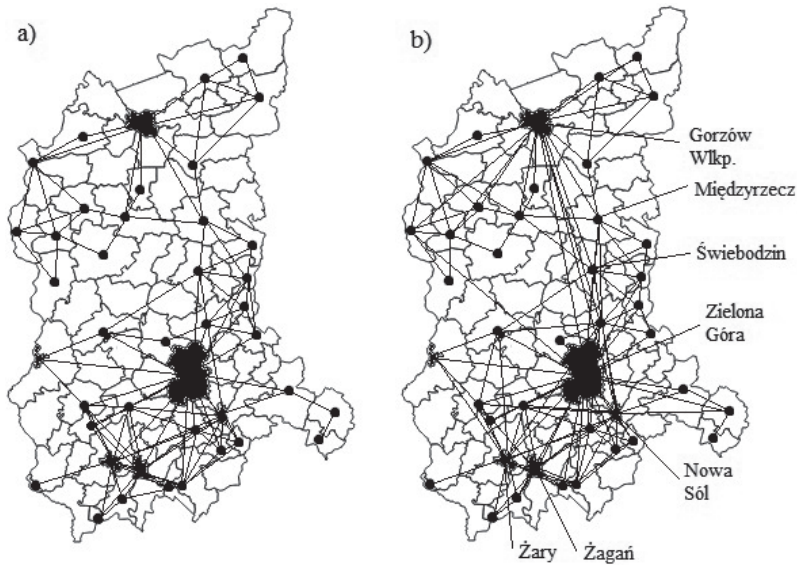 a)
b)
Gorzów
Wlkp.
Międzyrzecz
Świebodzin
Zielona
Góra
Nowa
Sól
Żary
Żagań